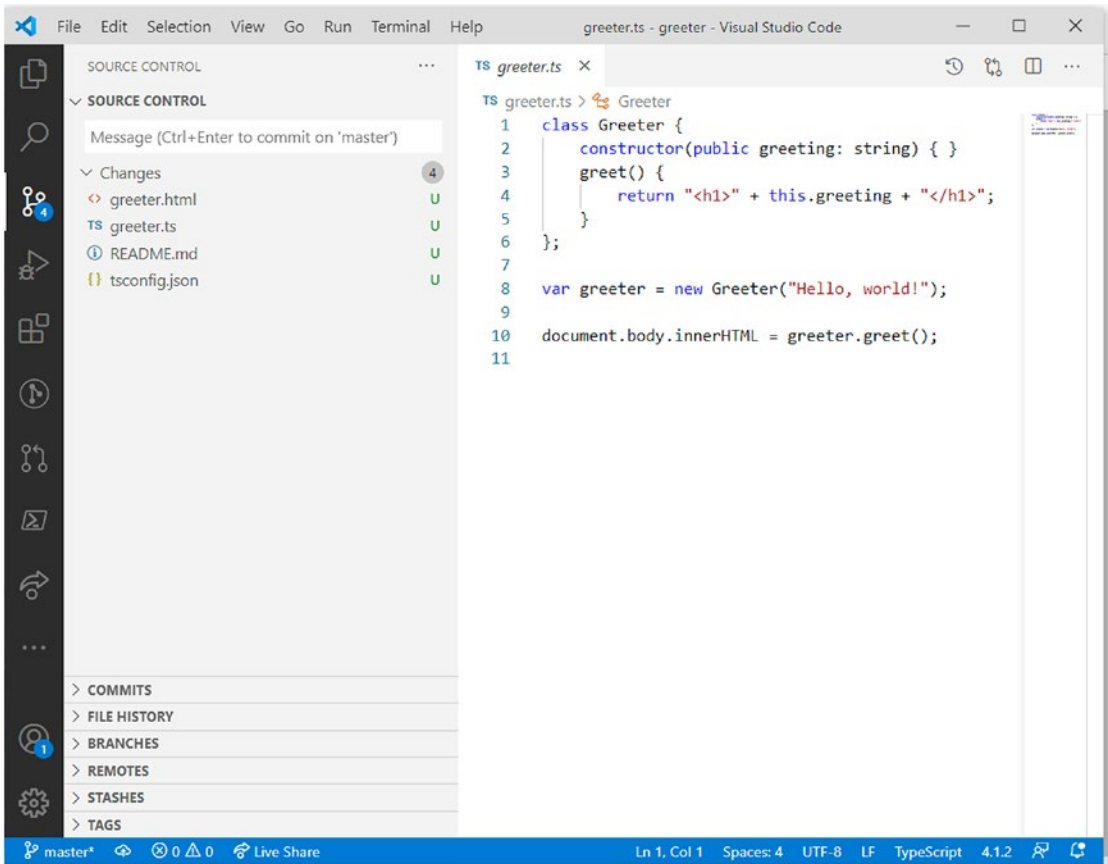 File Edit Selection View Go Run Terminal Help greeter.ts - greeter - Visual Studio Code
SOURCE CONTROL
SOURCE CONTROL
Message (Ctrl+Enter to commit on 'master')
Changes 4
greeter.html U
TS greeter.ts U
README.md U
{} tsconfig.json U
COMMITS
FILE HISTORY
BRANCHES
REMOTES
STASHES
TAGS
4
1
TS greeter.ts
TS greeter.ts > Greeter
1 class Greeter {
2 constructor(public greeting: string) { }
3 greet() {
4 return "<h1>" + this.greeting + "</h1>";
5 }
6 };
7
8 var greeter = new Greeter("Hello, world!");
9
10 document.body.innerHTML = greeter.greet();
11
master* 0 0 Live Share Ln 1, Col 1 Spaces: 4 UTF-8 LF TypeScript 4.1.2